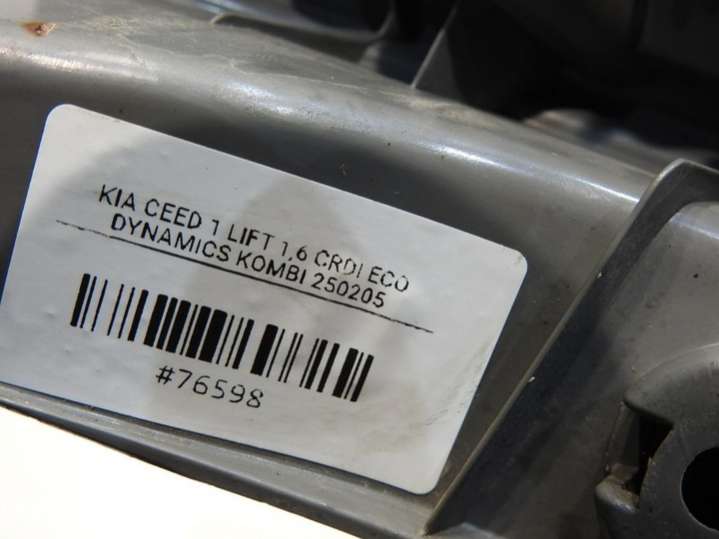 KIA CEED 1 LIFT 1,6 CRDI ECO
DYNAMICS KOMBI 250205
#76598